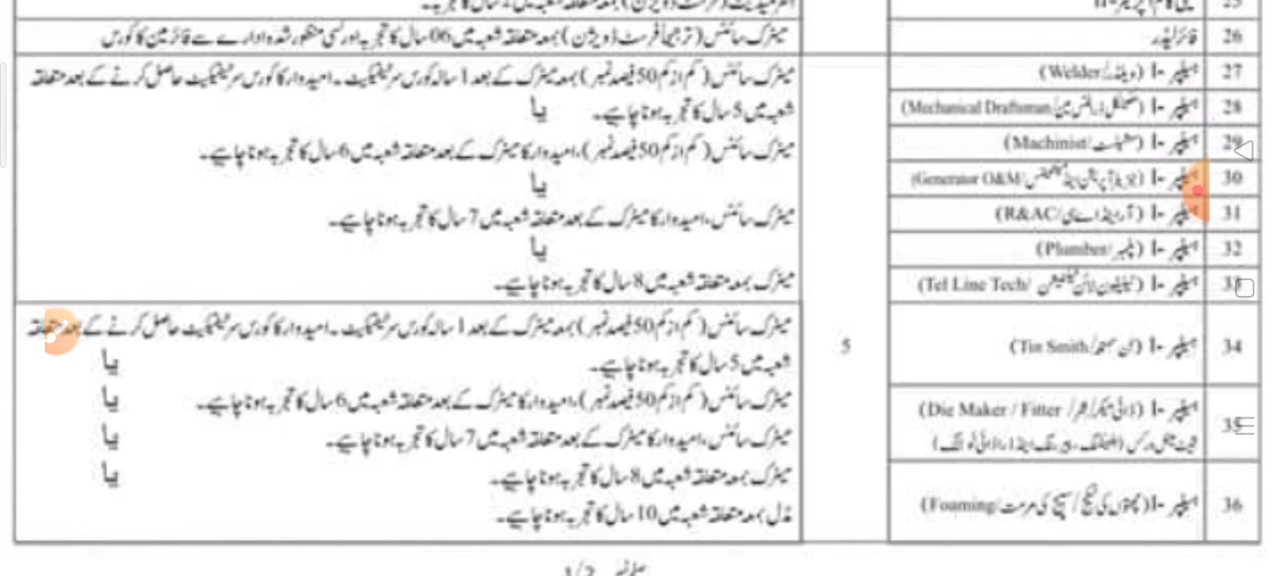 26 فائر لیڈر
میٹرک سائنس (ترجیحاً فرسٹ ڈویژن) بمعہ متعلقہ شعبہ میں 06 سال کا تجربہ اور کسی منظور شدہ ادارے سے فائر مین کا کورس
27 ہیلپر -I (ویلڈر/Welder)
28 ہیلپر -I (مکینیکل ڈرافٹس مین/Mechanical Draftsman)
29 ہیلپر -I (مشینسٹ/Machinist)
30 ہیلپر -I (Generator O&M/
31 ہیلپر -I (آر اینڈ اے سی/R&AC)
32 ہیلپر -I (پلمبر/Plumber)
33 ہیلپر -I (ٹیلیفون لائن ٹیکنیشن /Tel Line Tech)
میٹرک سائنس (کم از کم 50 فیصد نمبر) بمعہ میٹرک کے بعد 1 سالہ کورس سرٹیفکیٹ۔ امیدوار کا کورس سرٹیفکیٹ حاصل کرنے کے بعد متعلقہ
شعبہ میں 5 سال کا تجربہ ہونا چاہیے۔ یا
میٹرک سائنس (کم از کم 50 فیصد نمبر)، امیدوار کا میٹرک کے بعد متعلقہ شعبہ میں 6 سال کا تجربہ ہونا چاہیے۔
یا
میٹرک سائنس، امیدوار کا میٹرک کے بعد متعلقہ شعبہ میں 7 سال کا تجربہ ہونا چاہیے۔
یا
میٹرک بمعہ متعلقہ شعبہ میں 8 سال کا تجربہ ہونا چاہیے۔
34 ہیلپر -I (ٹن سمتھ/Tin Smith)
5
35 ہیلپر -I (ڈائی میکر/فٹر/ Die Maker / Fitter)
36 ہیلپر -I (Foaming/
میٹرک سائنس (کم از کم 50 فیصد نمبر) بمعہ میٹرک کے بعد 1 سالہ کورس سرٹیفکیٹ۔ امیدوار کا کورس سرٹیفکیٹ حاصل کرنے کے بعد متعلقہ
شعبہ میں 5 سال کا تجربہ ہونا چاہیے۔ یا
میٹرک سائنس (کم از کم 50 فیصد نمبر)، امیدوار کا میٹرک کے بعد متعلقہ شعبہ میں 6 سال کا تجربہ ہونا چاہیے۔ یا
میٹرک سائنس، امیدوار کا میٹرک کے بعد متعلقہ شعبہ میں 7 سال کا تجربہ ہونا چاہیے۔ یا
میٹرک بمعہ متعلقہ شعبہ میں 8 سال کا تجربہ ہونا چاہیے۔ یا
مڈل بمعہ متعلقہ شعبہ میں 10 سال کا تجربہ ہونا چاہیے۔